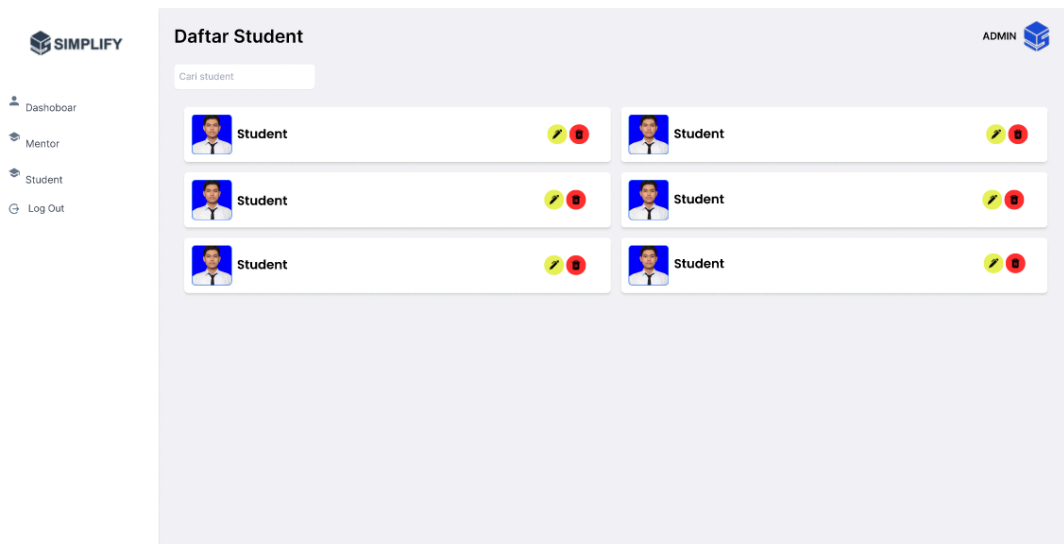 SIMPLIFY
Dashoboar
Mentor
Student
Log Out
Daftar Student
ADMIN
Cari student
Student
Student
Student
Student
Student
Student